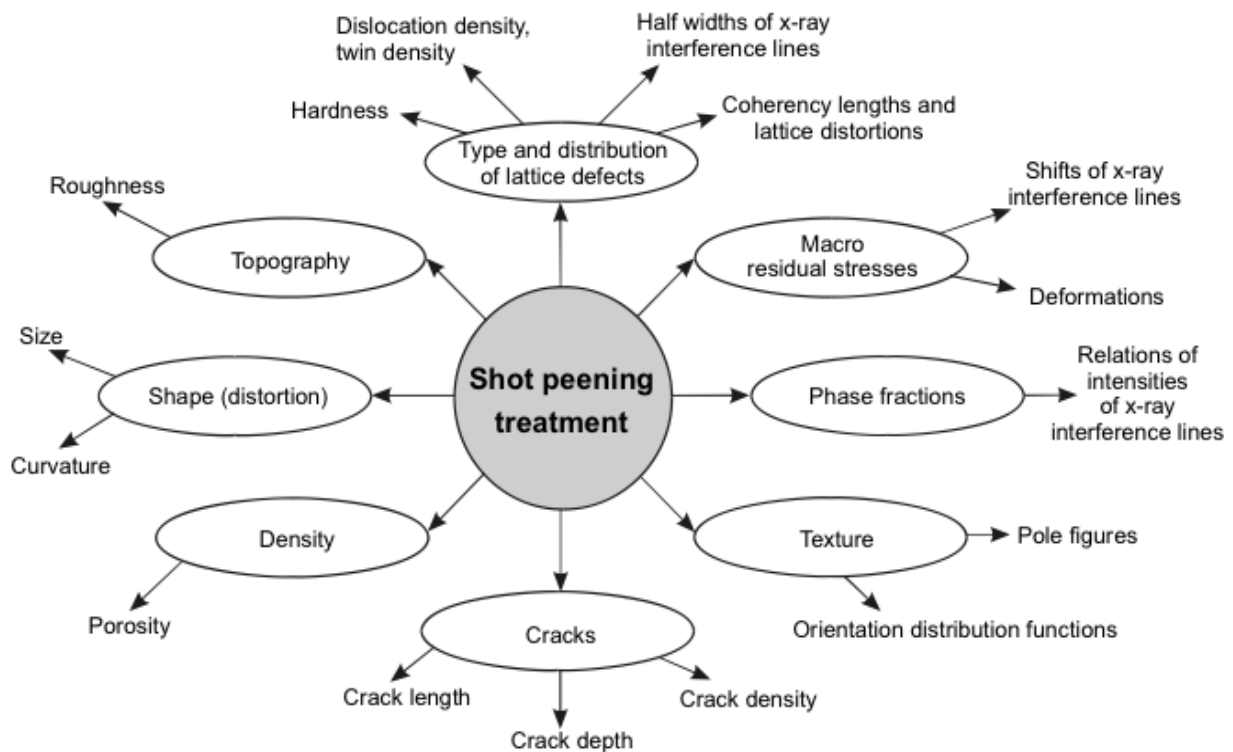 Dislocation density,
twin density
Half widths of x-ray
interference lines
Hardness
Coherency lengths and
lattice distortions
Type and distribution
of lattice defects
Shifts of x-ray
interference lines
Roughness
Topography
Macro
residual stresses
Deformations
Size
Shape (distortion)
Curvature
Shot peening
treatment
Phase fractions
Relations of
intensities
of x-ray
interference lines
Density
Porosity
Texture
Pole figures
Orientation distribution functions
Cracks
Crack length
Crack depth
Crack density